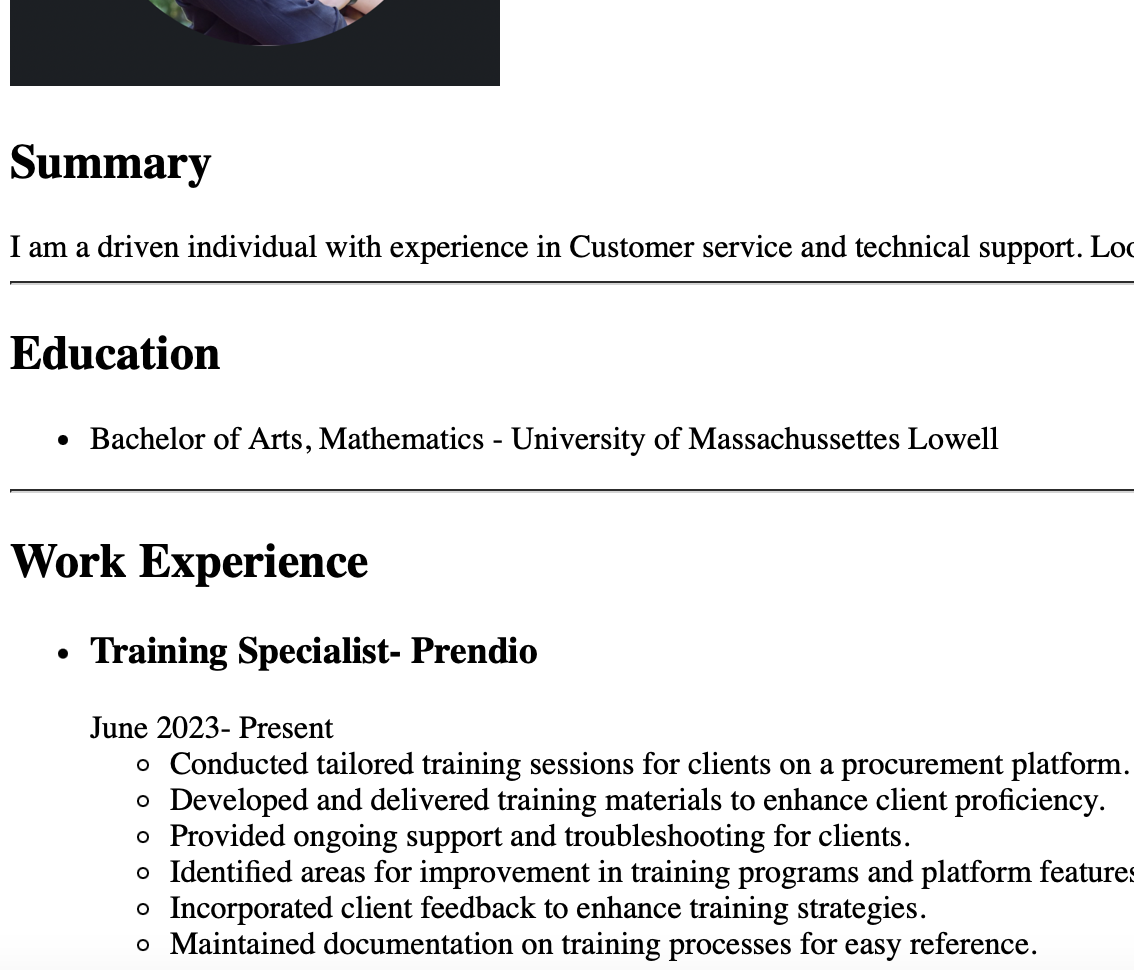 Summary
I am a driven individual with experience in Customer service and technical support. Loo
Education
Bachelor of Arts, Mathematics - University of Massachussettes Lowell
Work Experience
Training Specialist- Prendio
June 2023- Present
Conducted tailored training sessions for clients on a procurement platform.
Developed and delivered training materials to enhance client proficiency.
Provided ongoing support and troubleshooting for clients.
Identified areas for improvement in training programs and platform features
Incorporated client feedback to enhance training strategies.
Maintained documentation on training processes for easy reference.